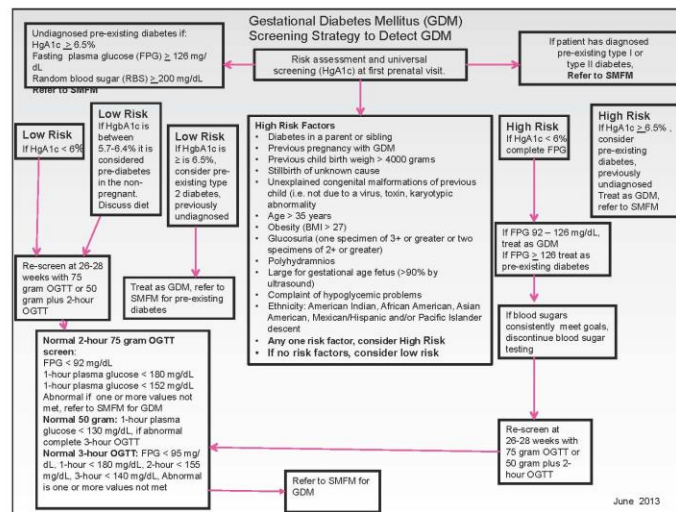 Gestational Diabetes Mellitus (GDM)
Screening Strategy to Detect GDM
Undiagnosed pre-existing diabetes if:
HgA1c ≥ 6.5%
Fasting plasma glucose (FPG) ≥ 126 mg/
dL
Random blood sugar (RBS) ≥ 200 mg/dL
Refer to SMFM
Risk assessment and universal
screening (HgA1c) at first prenatal visit.
If patient has diagnosed
pre-existing type I or
type II diabetes,
Refer to SMFM
Low Risk
If HgA1c < 6%
Low Risk
If HgbA1c is
between
5.7-6.4% it is
considered
pre-diabetes
in the non-
pregnant.
Discuss diet
Low Risk
If HgbA1c is
≥ is 6.5%,
consider pre-
existing type
2 diabetes,
previously
undiagnosed
High Risk Factors
• Diabetes in a parent or sibling
• Previous pregnancy with GDM
• Previous child birth weigh > 4000 grams
• Stillbirth of unknown cause
• Unexplained congenital malformations of previous
child (i.e. not due to a virus, toxin, karyotypic
abnormality
• Age > 35 years
• Obesity (BMI > 27)
• Glucosuria (one specimen of 3+ or greater or two
specimens of 2+ or greater)
• Polyhydramnios
• Large for gestational age fetus (>90% by
ultrasound)
• Complaint of hypoglycemic problems
• Ethnicity: American Indian, African American, Asian
American, Mexican/Hispanic and/or Pacific Islander
descent
• Any one risk factor, consider High Risk
• If no risk factors, consider low risk
High Risk
If HgA1c < 6%
complete FPG
High Risk
If HgA1c ≥ 6.5% ,
consider
pre-existing
diabetes,
previously
undiagnosed
Treat as GDM,
refer to SMFM
Re-screen at 26-28
weeks with 75
gram OGTT or 50
gram plus 2-hour
OGTT
Treat as GDM, refer to
SMFM for pre-existing
diabetes
If FPG 92 – 126 mg/dL,
treat as GDM
If FPG ≥ 126 treat as
pre-existing diabetes
If blood sugars
consistently meet goals,
discontinue blood sugar
testing
Normal 2-hour 75 gram OGTT
screen:
FPG < 92 mg/dL
1-hour plasma glucose < 180 mg/dL
1-hour plasma glucose < 152 mg/dL
Abnormal if one or more values not
met, refer to SMFM for GDM
Normal 50 gram: 1-hour plasma
glucose < 130 mg/dL, if abnormal
complete 3-hour OGTT
Normal 3-hour OGTT: FPG < 95 mg/
dL, 1-hour < 180 mg/dL, 2-hour < 155
mg/dL, 3-hour < 140 mg/dL, Abnormal
is one or more values not met
Re-screen at
26-28 weeks with
75 gram OGTT or
50 gram plus 2-
hour OGTT
Refer to SMFM for
GDM
June 2013